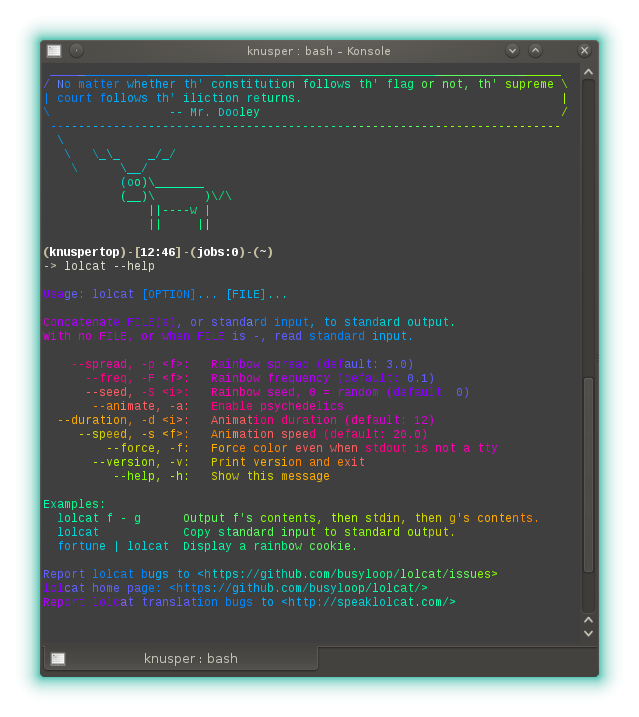 knusper : bash – Konsole
 _________________________________________________________________________
/ No matter whether th' constitution follows th' flag or not, th' supreme \
| court follows th' iliction returns.                                     |
\                 -- Mr. Dooley                                           /
 -------------------------------------------------------------------------
  \
   \   \_\_    _/_/
    \      \__/
           (oo)\_______
           (__)\       )\/\
               ||----w |
               ||     ||
(knuspertop)-[12:46]-(jobs:0)-(~)
-> lolcat --help
Usage: lolcat [OPTION]... [FILE]...
Concatenate FILE(s), or standard input, to standard output.
With no FILE, or when FILE is -, read standard input.
    --spread, -p <f>:   Rainbow spread (default: 3.0)
      --freq, -F <f>:   Rainbow frequency (default: 0.1)
      --seed, -S <i>:   Rainbow seed, 0 = random (default: 0)
       --animate, -a:   Enable psychedelics
  --duration, -d <i>:   Animation duration (default: 12)
     --speed, -s <f>:   Animation speed (default: 20.0)
         --force, -f:   Force color even when stdout is not a tty
       --version, -v:   Print version and exit
          --help, -h:   Show this message
Examples:
  lolcat f - g      Output f's contents, then stdin, then g's contents.
  lolcat            Copy standard input to standard output.
  fortune | lolcat  Display a rainbow cookie.
Report lolcat bugs to <https://github.com/busyloop/lolcat/issues>
lolcat home page: <https://github.com/busyloop/lolcat/>
Report lolcat translation bugs to <http://speaklolcat.com/>
knusper : bash